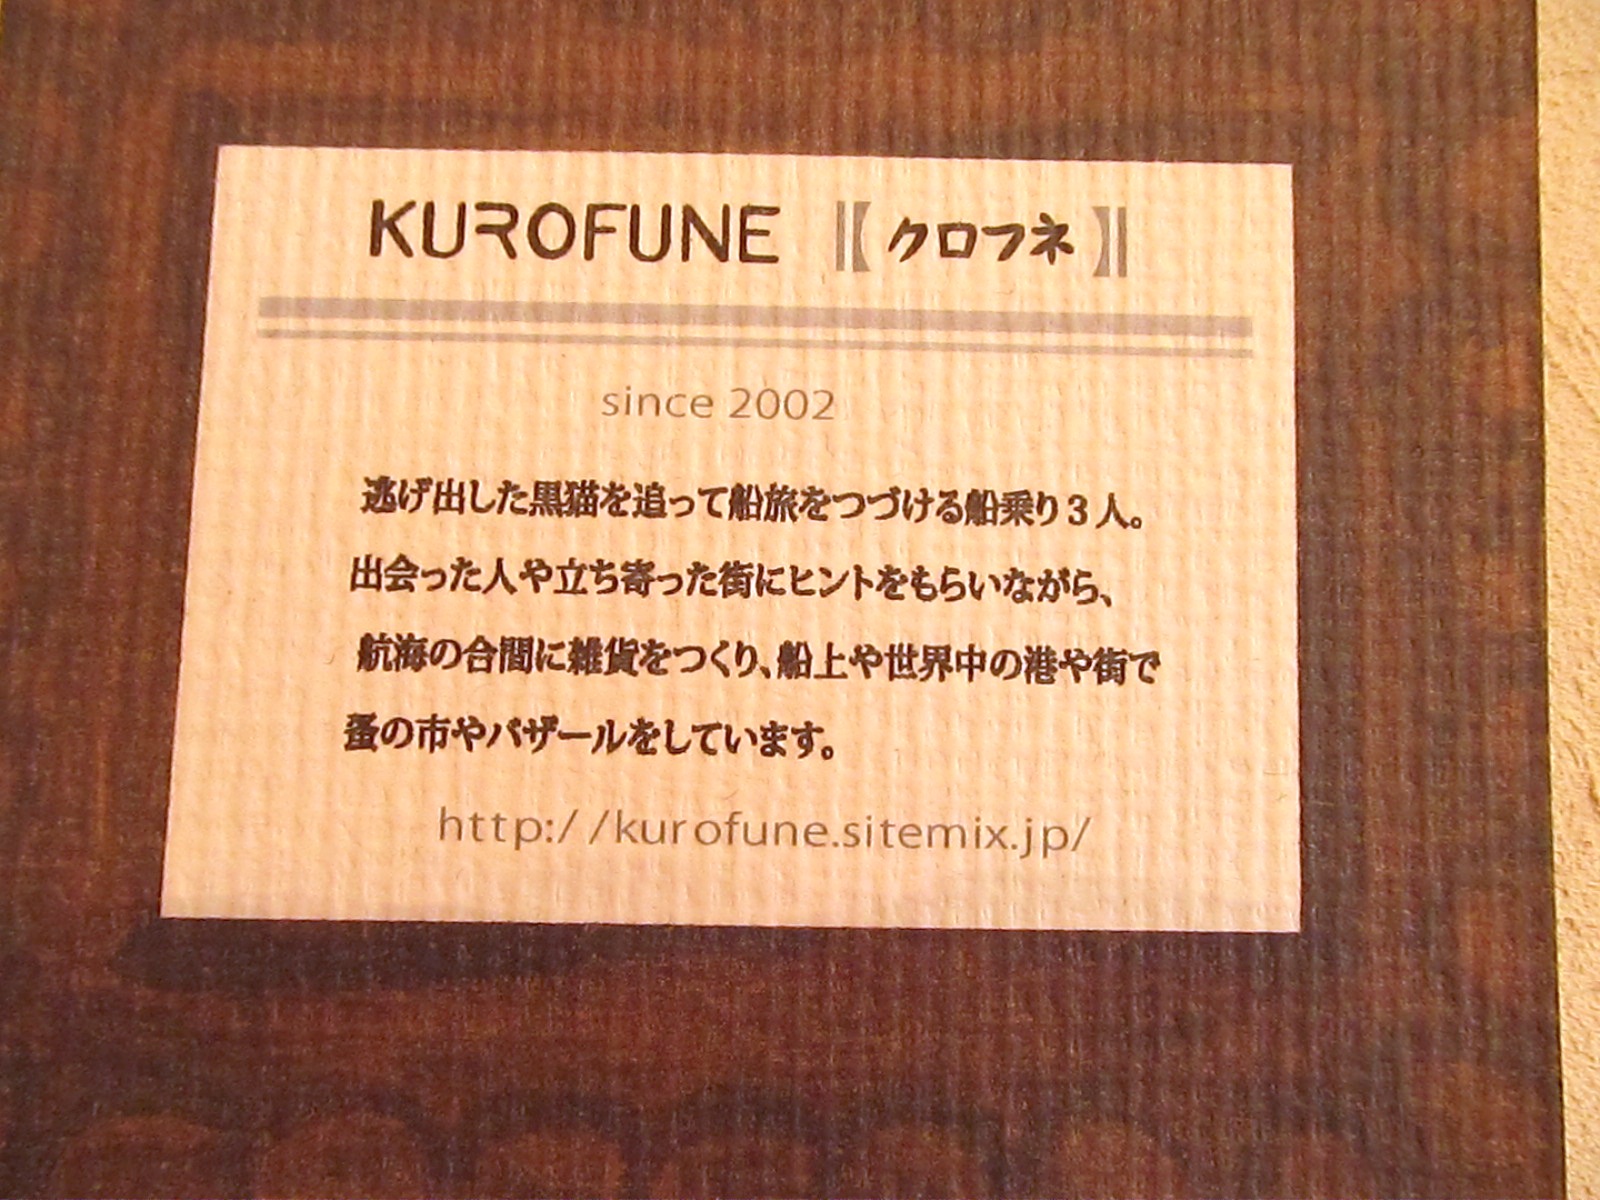 KUROFUNE 【クロフネ】
since 2002
逃げ出した黒猫を追って船旅をつづける船乗り3人。
出会った人や立ち寄った街にヒントをもらいながら、
航海の合間に雑貨をつくり、船上や世界中の港や街で
蚤の市やバザールをしています。
http://kurofune.sitemix.jp/